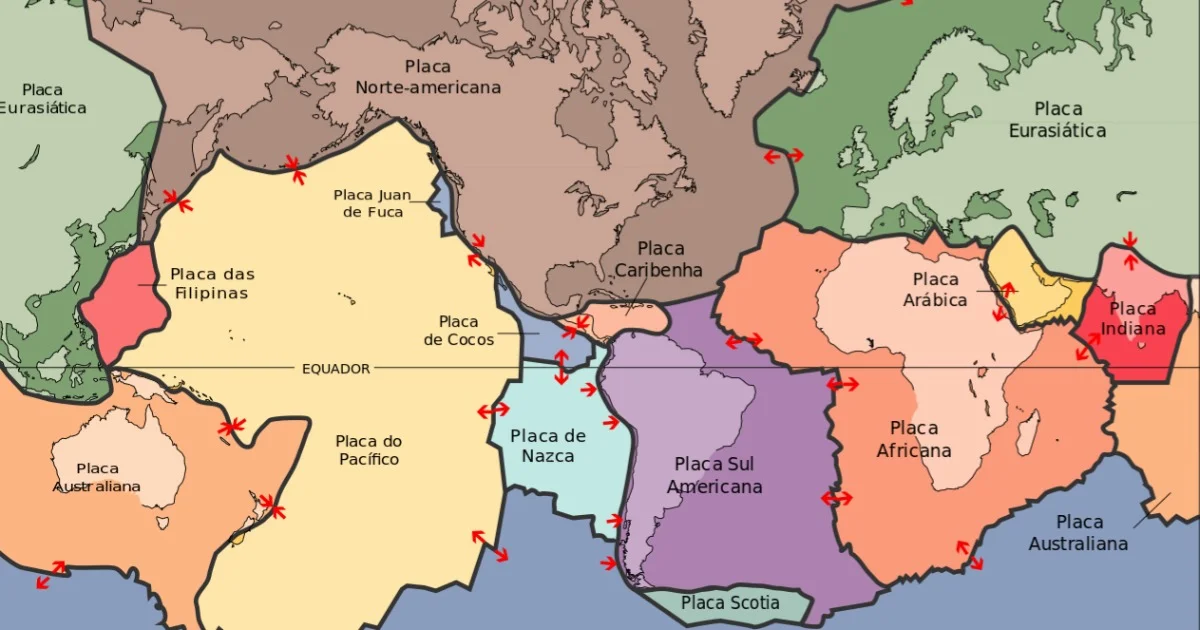 Placa
Eurasiática
Placa
Norte-americana
Placa
Eurasiática
Placa Juan
de Fuca
Placa das
Filipinas
Placa
Caribenha
Placa
Arábica
Placa
Indiana
Placa
de Cocos
EQUADOR
Placa do
Pacífico
Placa de
Nazca
Placa Sul
Americana
Placa
Africana
Placa
Australiana
Placa
Australiana
Placa Scotia